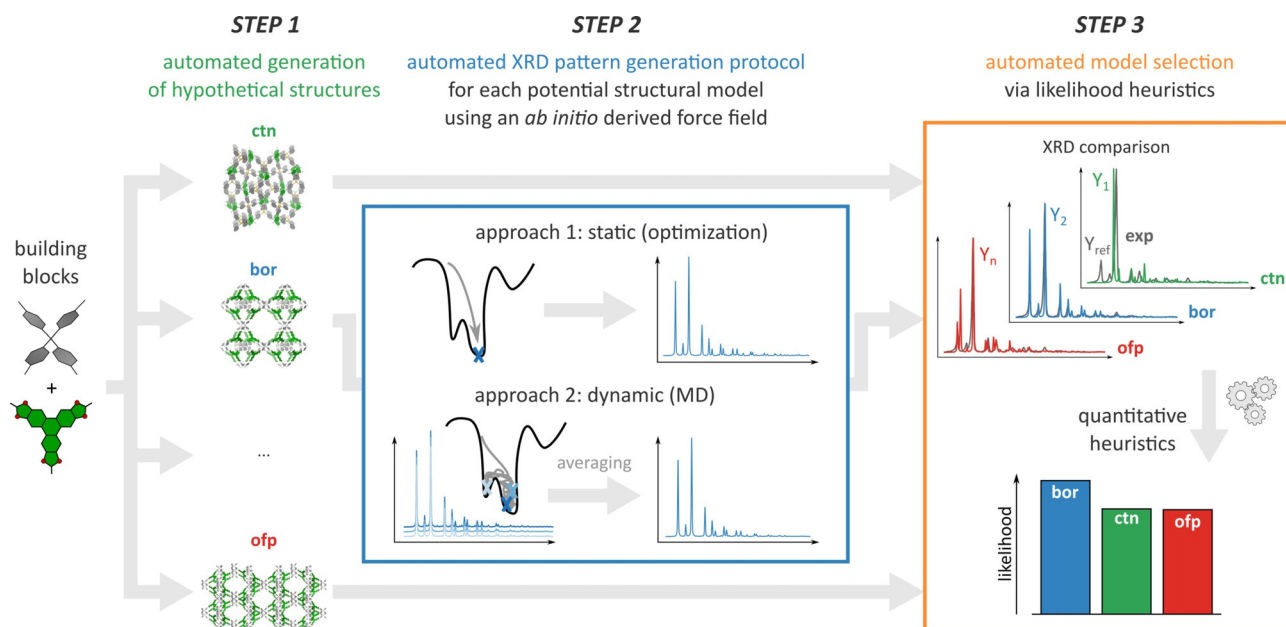 STEP 1
automated generation
of hypothetical structures
STEP 2
automated XRD pattern generation protocol
for each potential structural model
using an ab initio derived force field
STEP 3
automated model selection
via likelihood heuristics
building
blocks
+
ctn
bor
...
ofp
approach 1: static (optimization)
approach 2: dynamic (MD)
averaging
XRD comparison
Y1
Y2
Yn
Yref
exp
ctn
bor
ofp
quantitative
heuristics
likelihood
bor
ctn
ofp